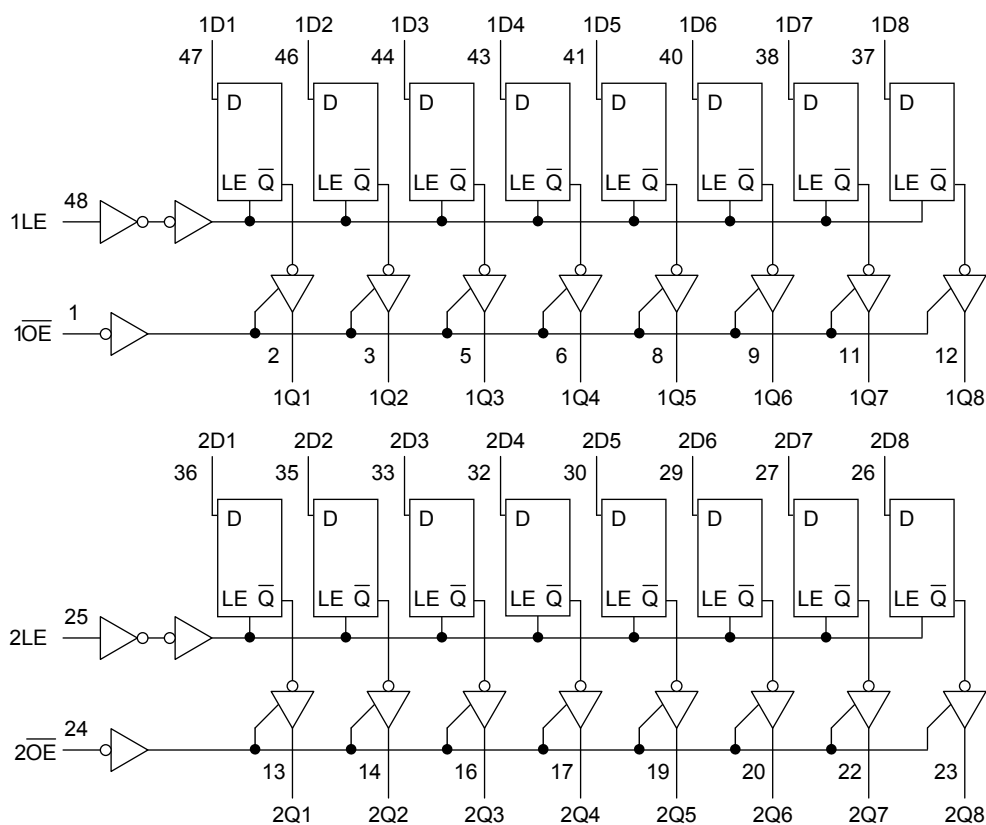 1D1 1D2 1D3 1D4 1D5 1D6 1D7 1D8
47 46 44 43 41 40 38 37
D D D D D D D D
LE Q̅ LE Q̅ LE Q̅ LE Q̅ LE Q̅ LE Q̅ LE Q̅ LE Q̅
48
1LE
1
1O̅E̅
2 3 5 6 8 9 11 12
1Q1 1Q2 1Q3 1Q4 1Q5 1Q6 1Q7 1Q8
2D1 2D2 2D3 2D4 2D5 2D6 2D7 2D8
36 35 33 32 30 29 27 26
D D D D D D D D
LE Q̅ LE Q̅ LE Q̅ LE Q̅ LE Q̅ LE Q̅ LE Q̅ LE Q̅
25
2LE
24
2O̅E̅
13 14 16 17 19 20 22 23
2Q1 2Q2 2Q3 2Q4 2Q5 2Q6 2Q7 2Q8